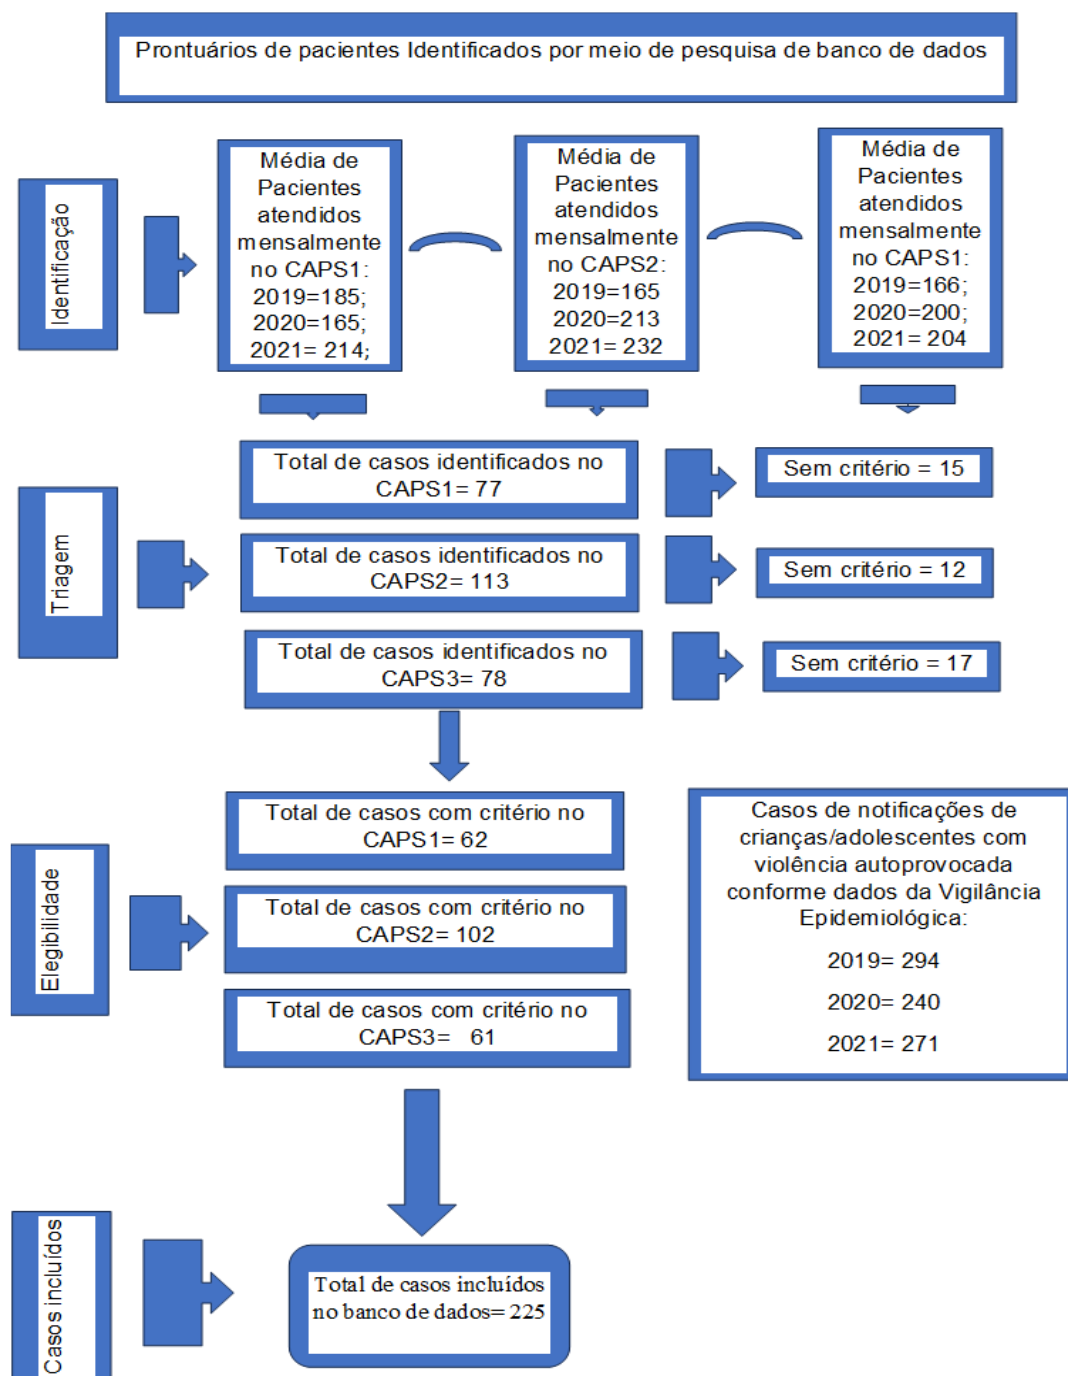 Prontuários de pacientes Identificados por meio de pesquisa de banco de dados
Identificação
Média de
Pacientes
atendidos
mensalmente
no CAPS1:
2019=185;
2020=165;
2021= 214;
Média de
Pacientes
atendidos
mensalmente
no CAPS2:
2019=165
2020=213
2021= 232
Média de
Pacientes
atendidos
mensalmente
no CAPS1:
2019=166;
2020=200;
2021= 204
Triagem
Total de casos identificados no
CAPS1= 77
Sem critério = 15
Total de casos identificados no
CAPS2= 113
Sem critério = 12
Total de casos identificados no
CAPS3= 78
Sem critério = 17
Elegibilidade
Total de casos com critério no
CAPS1= 62
Total de casos com critério no
CAPS2= 102
Total de casos com critério no
CAPS3= 61
Casos de notificações de
crianças/adolescentes com
violência autoprovocada
conforme dados da Vigilância
Epidemiológica:
2019= 294
2020= 240
2021= 271
Casos incluídos
Total de casos incluídos
no banco de dados= 225